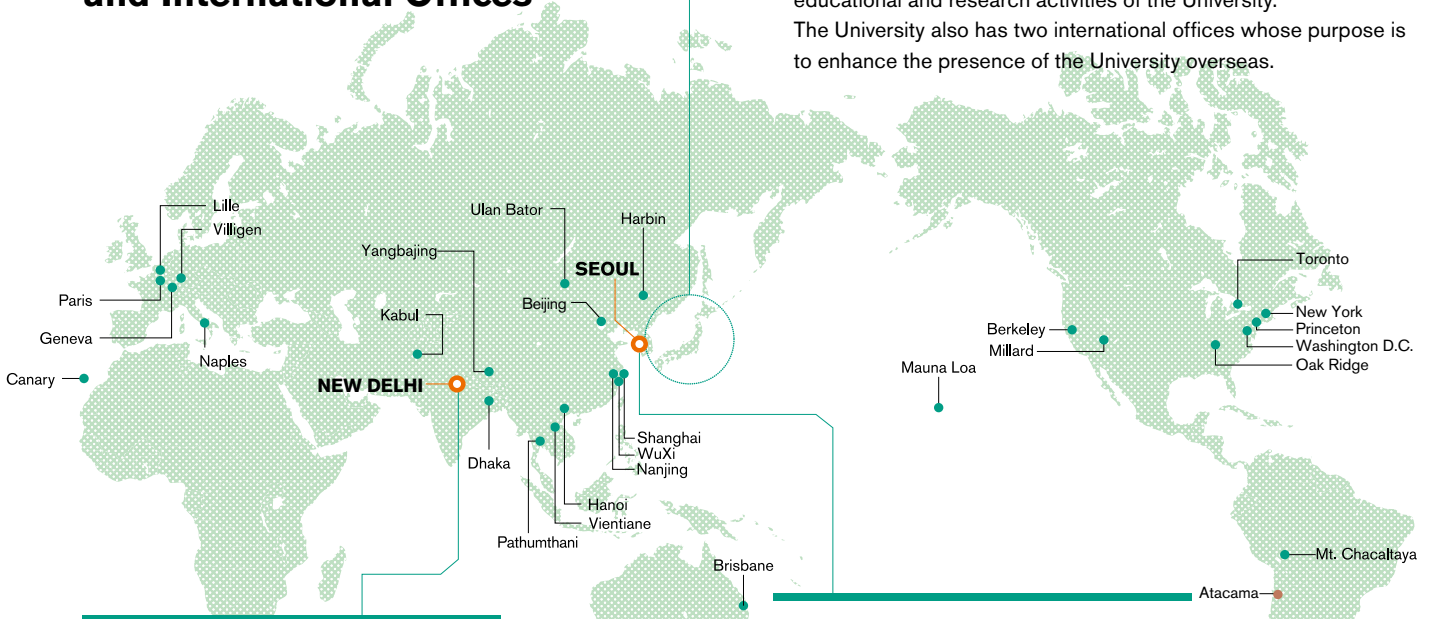 and International Offices
educational and research activities of the University.
The University also has two international offices whose purpose is
to enhance the presence of the University overseas.
Lille
Villigen
Paris
Geneva
Naples
Canary
Ulan Bator
Harbin
Yangbajing
SEOUL
Beijing
Kabul
NEW DELHI
Dhaka
Shanghai
WuXi
Nanjing
Hanoi
Vientiane
Pathumthani
Brisbane
Mauna Loa
Berkeley
Millard
Toronto
New York
Princeton
Washington D.C.
Oak Ridge
Mt. Chacaltaya
Atacama